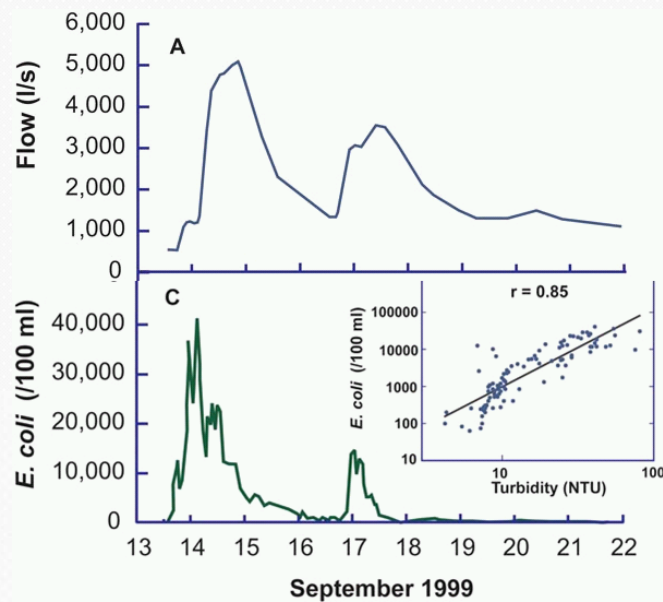 6,000
A
5,000
4,000
3,000
2,000
1,000
0
Flow (l/s)
C
40,000
30,000
20,000
10,000
0
E. coli (/100 ml)
r = 0.85
100000
10000
1000
100
10
E. coli (/100 ml)
10 100
Turbidity (NTU)
13 14 15 16 17 18 19 20 21 22
September 1999